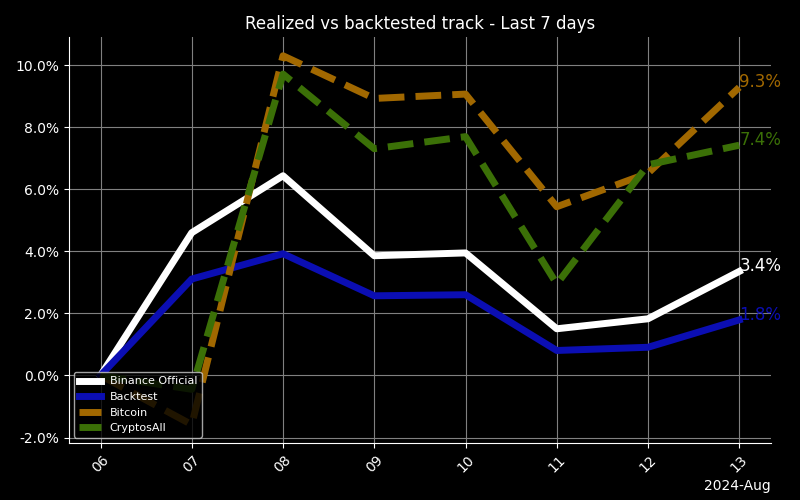 Realized vs backtested track - Last 7 days
10.0%
8.0%
6.0%
4.0%
2.0%
0.0%
-2.0%
9.3%
7.4%
3.4%
1.8%
Binance Official
Backtest
Bitcoin
CryptosAll
06 07 08 09 10 11 12 13
2024-Aug